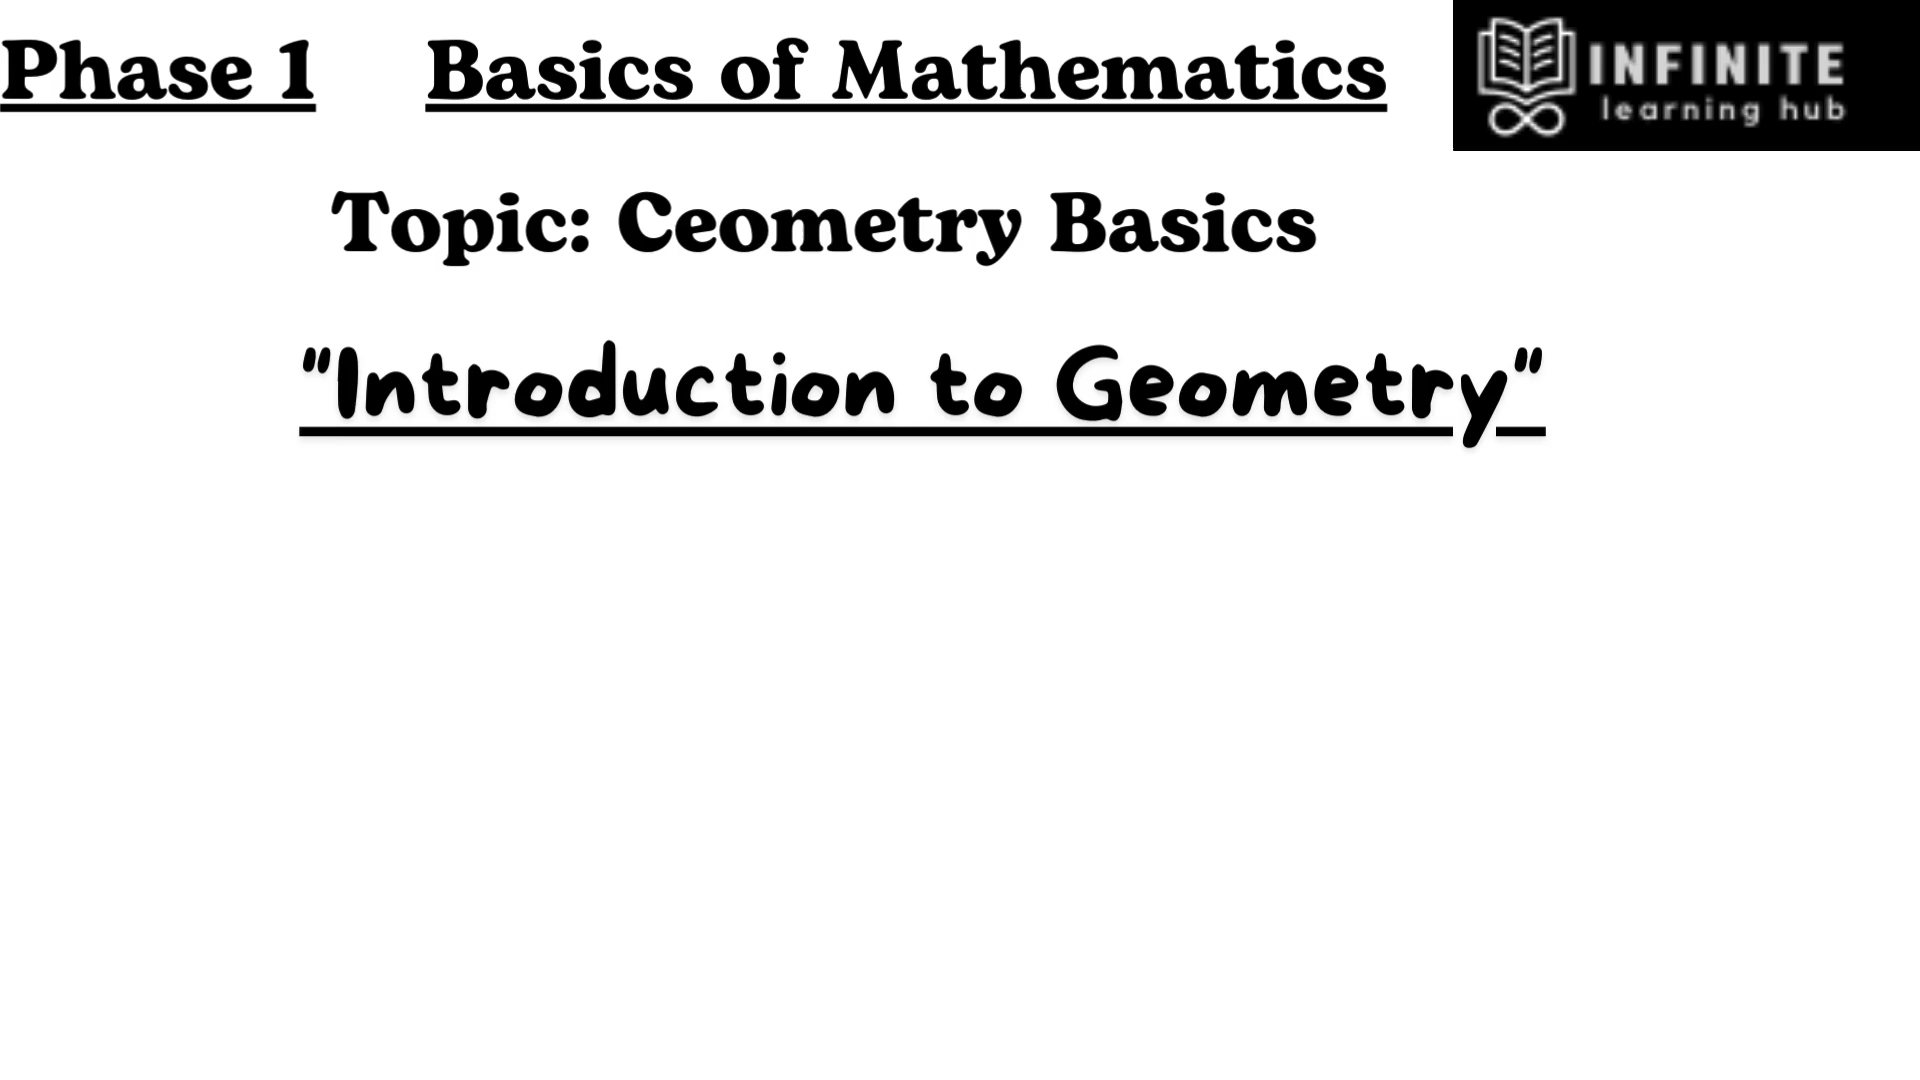 Phase 1 Basics of Mathematics
INFINITE
learning hub
Topic: Ceometry Basics
"Introduction to Geometry"